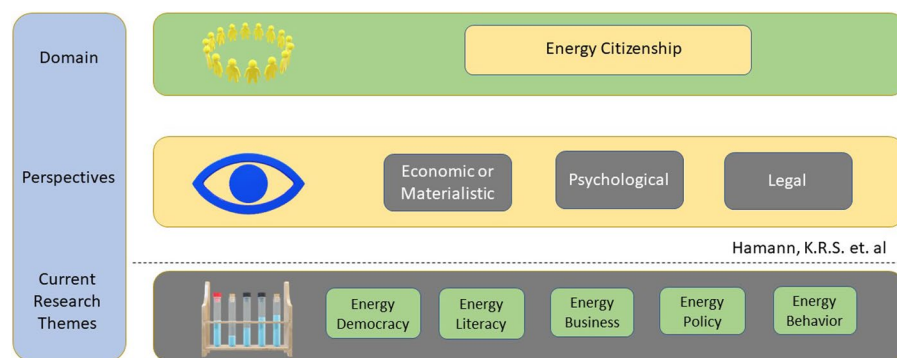 Domain
Energy Citizenship
Perspectives
Economic or
Materialistic
Psychological
Legal
Hamann, K.R.S. et. al
Current
Research
Themes
Energy
Democracy
Energy
Literacy
Energy
Business
Energy
Policy
Energy
Behavior